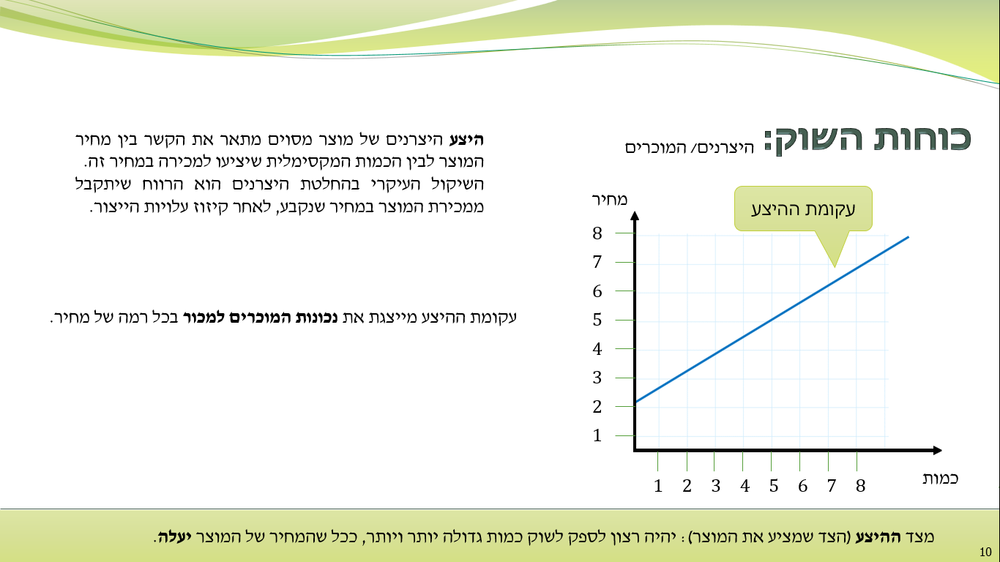 כוחות השוק: היצרנים/ המוכרים
היצע היצרנים של מוצר מסוים מתאר את הקשר בין מחיר
המוצר לבין הכמות המקסימלית שיציעו למכירה במחיר זה.
השיקול העיקרי בהחלטת היצרנים הוא הרווח שיתקבל
ממכירת המוצר במחיר שנקבע, לאחר קיזוז עלויות הייצור.
עקומת ההיצע מייצגת את נכונות המוכרים למכור בכל רמה של מחיר.
מחיר
עקומת ההיצע
8
7
6
5
4
3
2
1
1 2 3 4 5 6 7 8
כמות
מצד ההיצע (הצד שמציע את המוצר) : יהיה רצון לספק לשוק כמות גדולה יותר ויותר, ככל שהמחיר של המוצר יעלה.
10